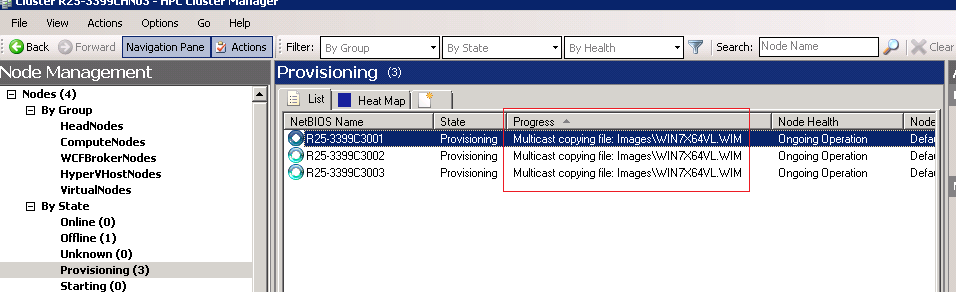 Cluster R25-3399CHN03 - HPC Cluster Manager
File View Actions Options Go Help
Back Forward Navigation Pane Actions Filter: By Group By State By Health Search: Node Name Clear
Node Management
Provisioning (3)
Nodes (4)
By Group
HeadNodes
ComputeNodes
WCFBrokerNodes
HyperVHostNodes
VirtualNodes
By State
Online (0)
Offline (1)
Unknown (0)
Provisioning (3)
Starting (0)
List Heat Map
NetBIOS Name State Progress Node Health Node
R25-3399C3001 Provisioning Multicast copying file: Images\WIN7X64VL.WIM Ongoing Operation Defa
R25-3399C3002 Provisioning Multicast copying file: Images\WIN7X64VL.WIM Ongoing Operation Defa
R25-3399C3003 Provisioning Multicast copying file: Images\WIN7X64VL.WIM Ongoing Operation Defa